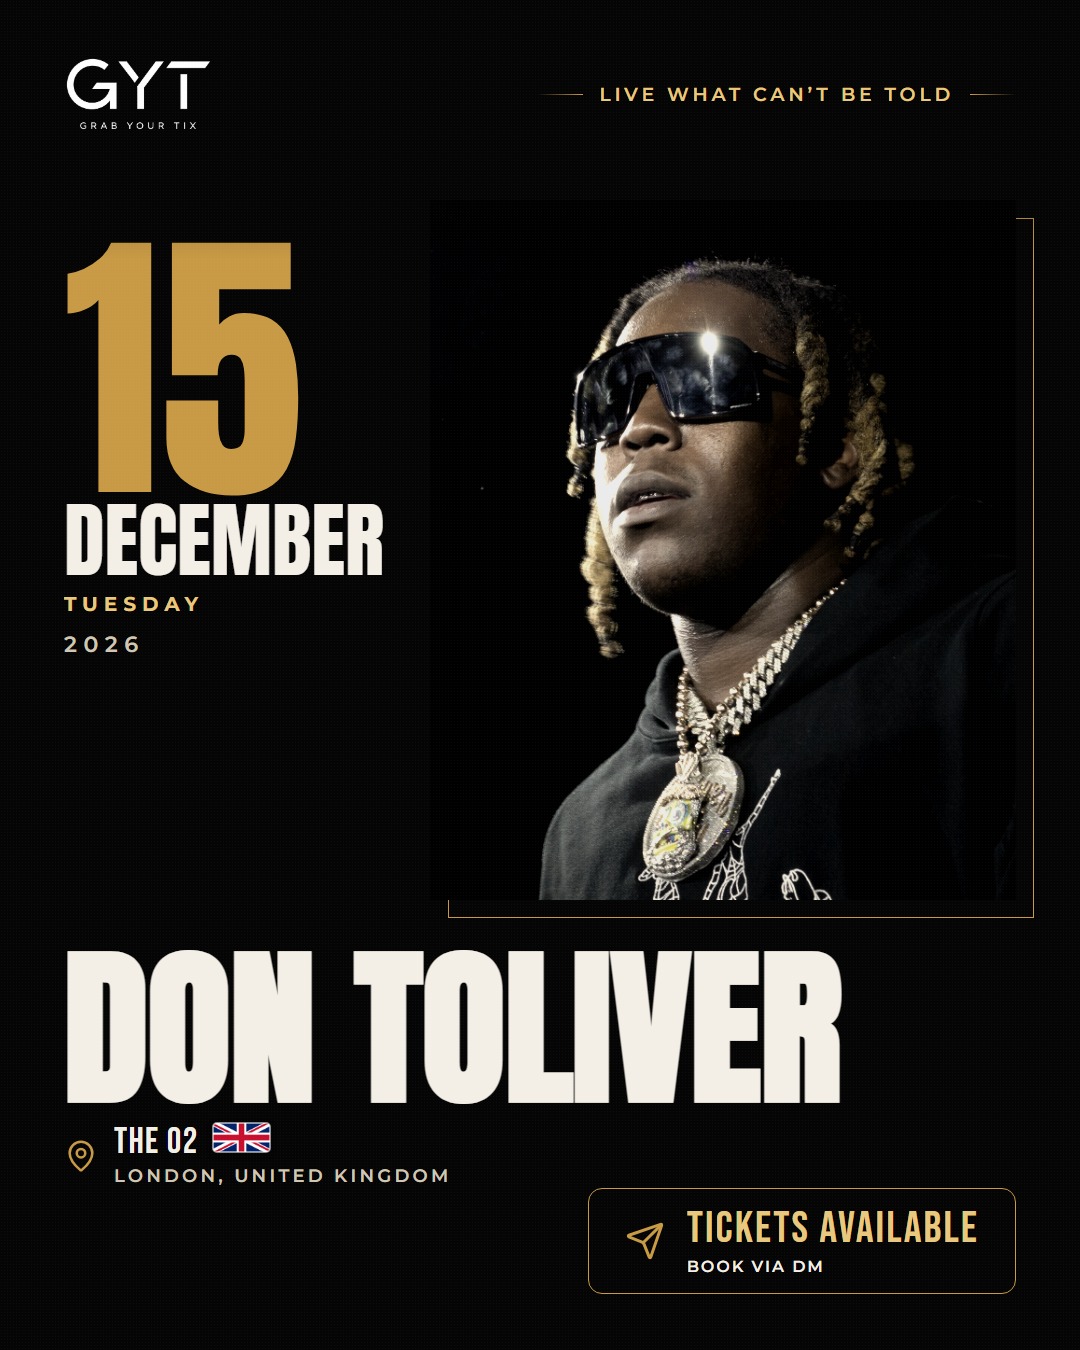 GYT
GRAB YOUR TIX
LIVE WHAT CAN’T BE TOLD
15
DECEMBER
TUESDAY
2026
DON TOLIVER
THE O2
LONDON, UNITED KINGDOM
TICKETS AVAILABLE
BOOK VIA DM